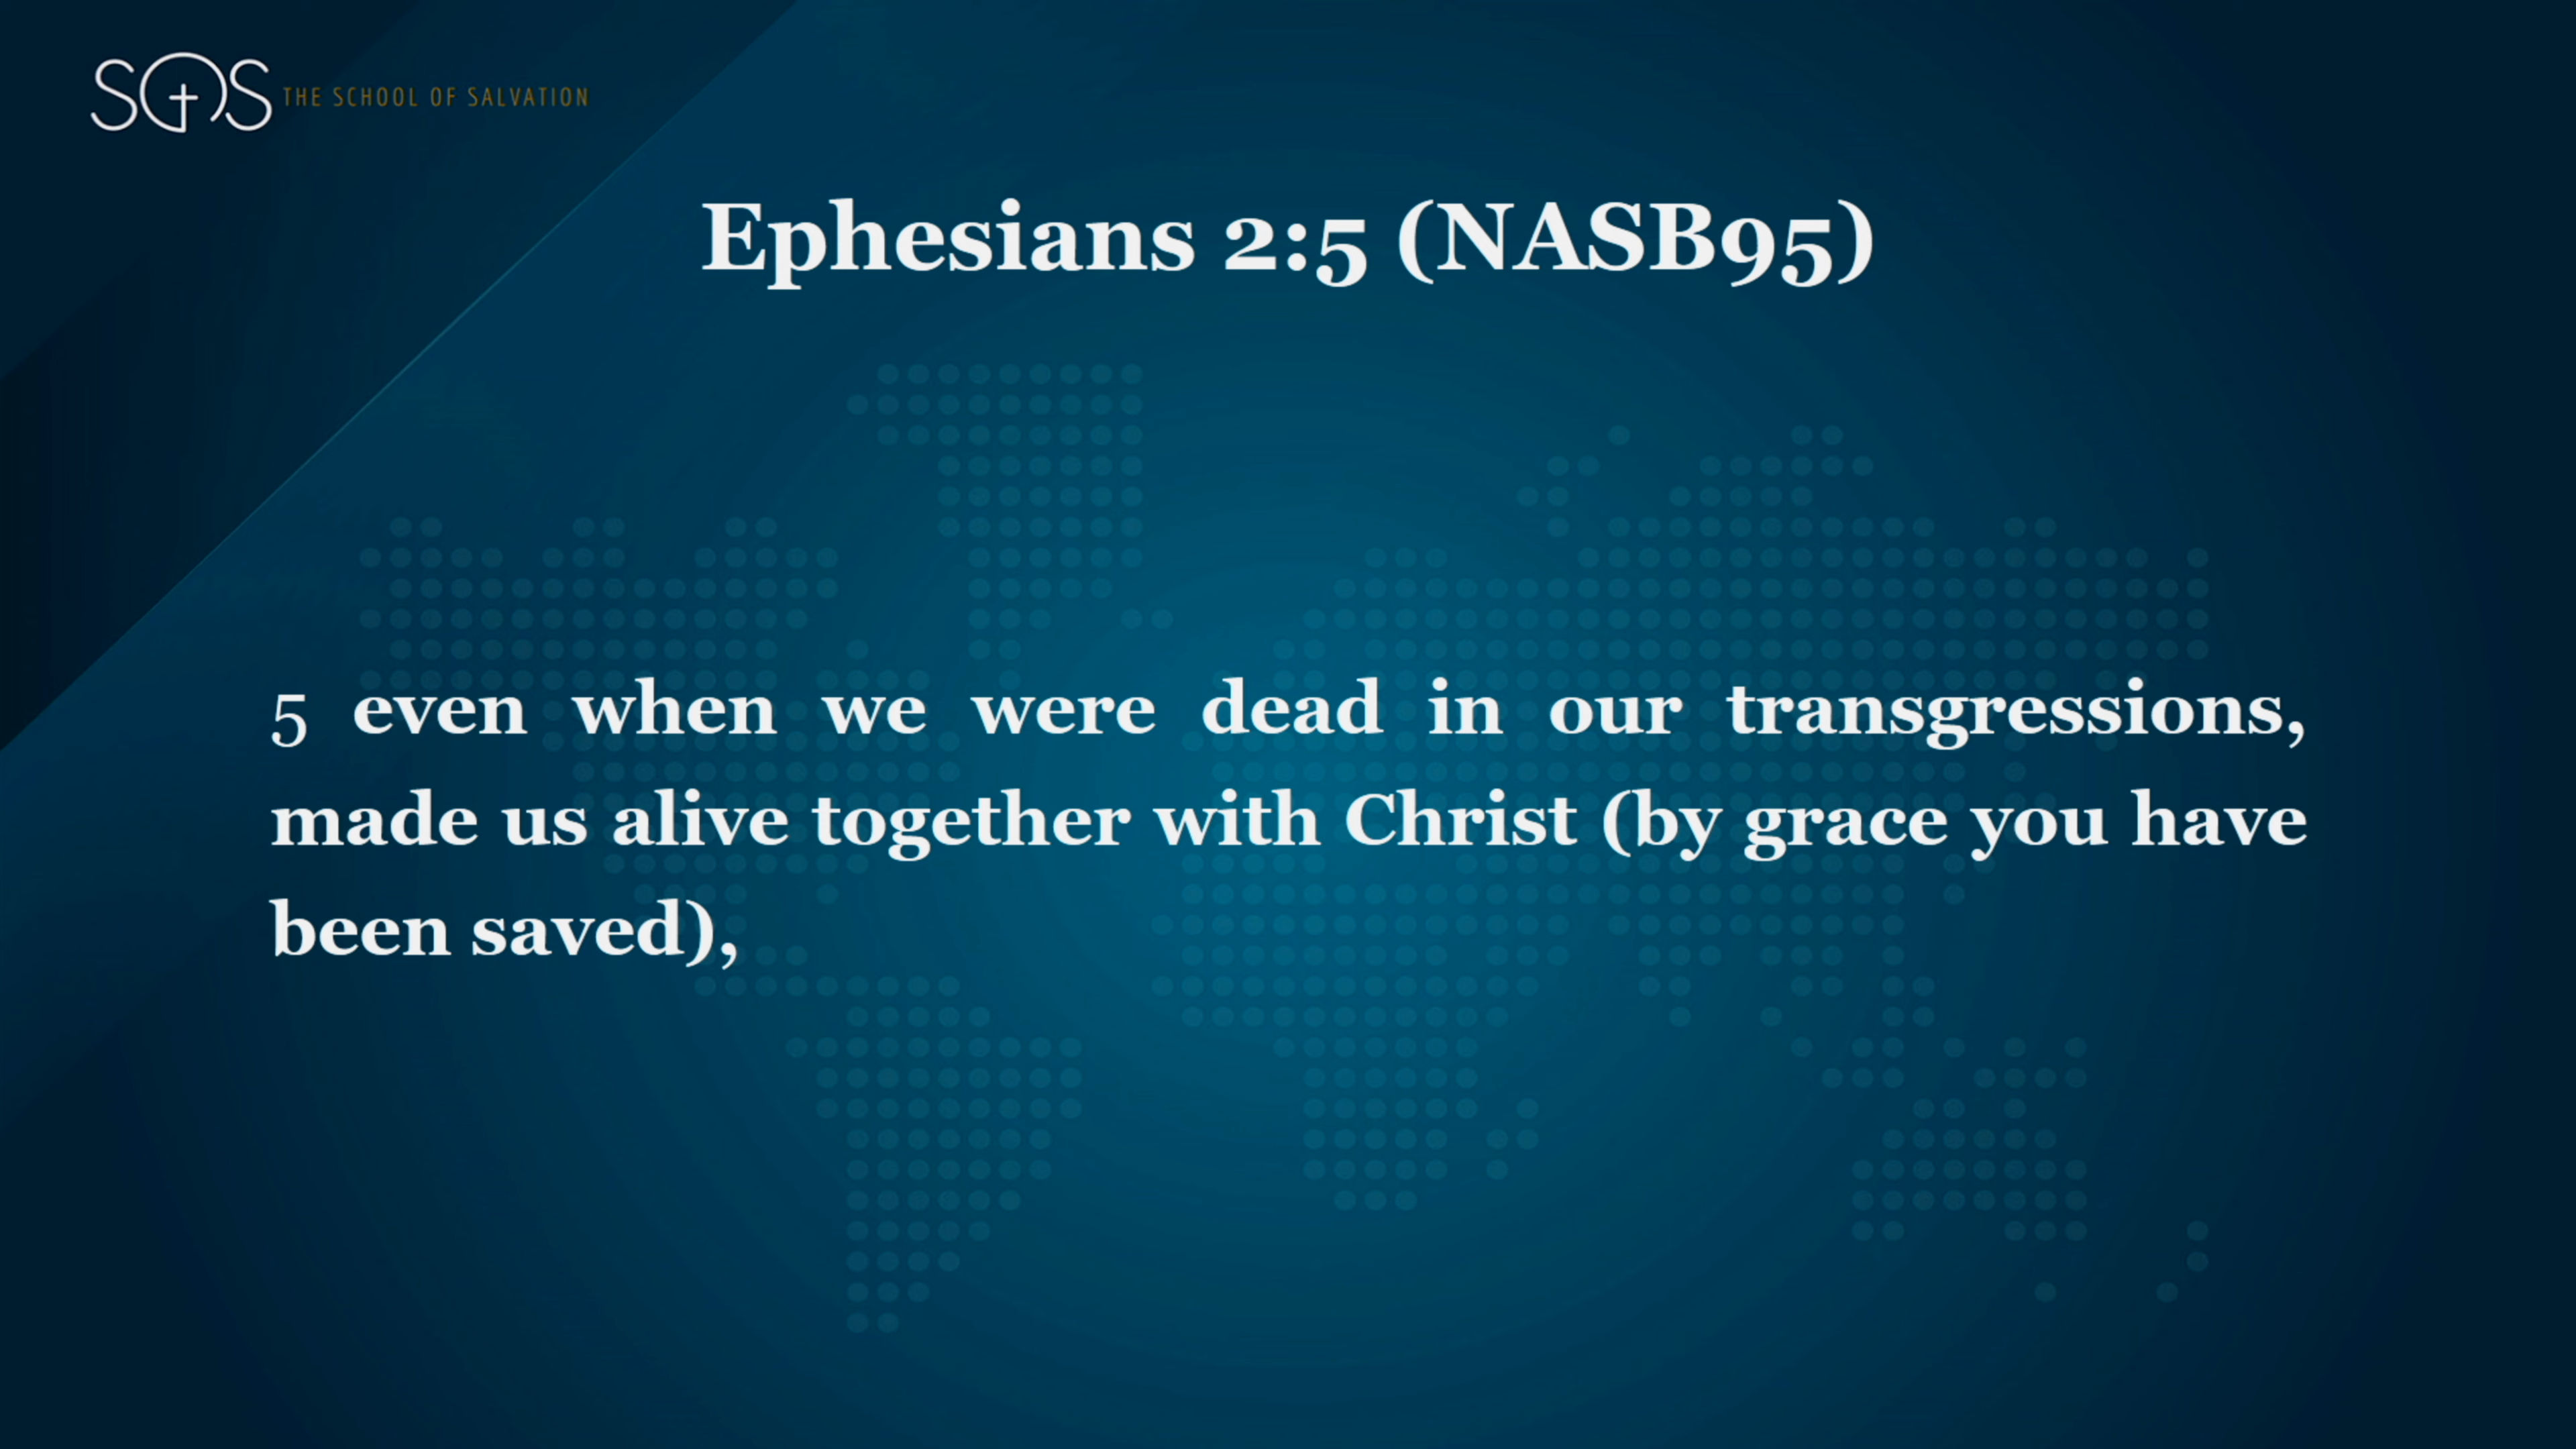 SOS THE SCHOOL OF SALVATION
Ephesians 2:5 (NASB95)
5 even when we were dead in our transgressions,
made us alive together with Christ (by grace you have
been saved),